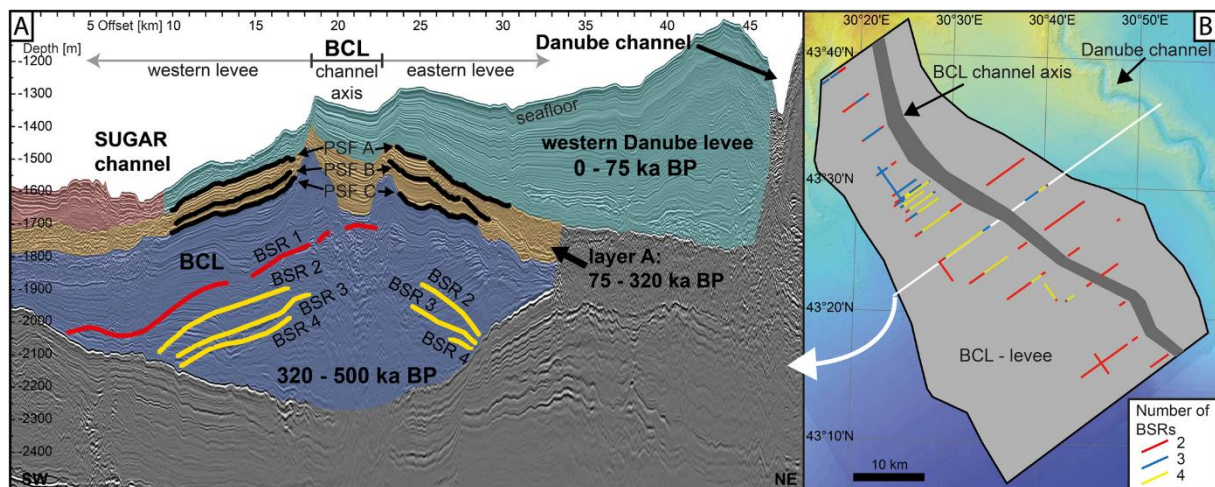 A
5 Offset [km] 10 15 20 25 30 35 40 45
Depth [m]
-1200
-1300
-1400
-1500
-1600
-1700
-1800
-1900
-2000
-2100
-2200
-2300
-2400
BCL
western levee
channel
axis
eastern levee
Danube channel
SUGAR
channel
seafloor
western Danube levee
0 - 75 ka BP
PSF A
PSF B
PSF C
BCL
BSR 1
BSR 2
BSR 3
BSR 4
BSR 2
BSR 3
BSR 4
layer A:
75 - 320 ka BP
320 - 500 ka BP
SW
NE
B
30°20'E 30°30'E 30°40'E 30°50'E
43°40'N
43°30'N
43°20'N
43°10'N
Danube channel
BCL channel axis
BCL - levee
10 km
Number of
BSRs
2
3
4